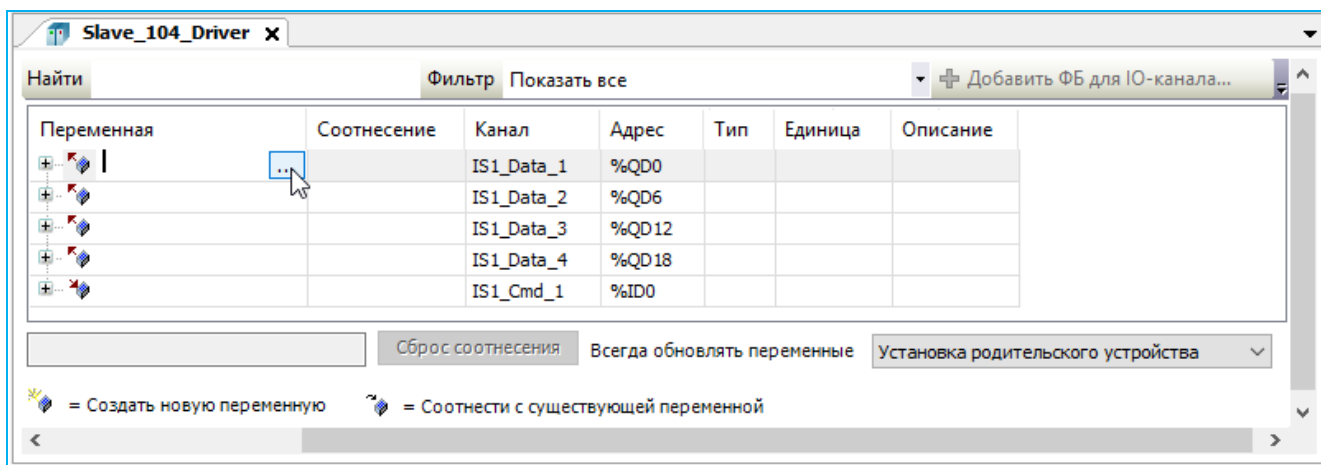 Slave_104_Driver x
Найти Фильтр Показать все Добавить ФБ для IO-канала...
Переменная Соотнесение Канал Адрес Тип Единица Описание
... IS1_Data_1 %QD0
IS1_Data_2 %QD6
IS1_Data_3 %QD12
IS1_Data_4 %QD18
IS1_Cmd_1 %ID0
Сброс соотнесения Всегда обновлять переменные Установка родительского устройства
= Создать новую переменную = Соотнести с существующей переменной